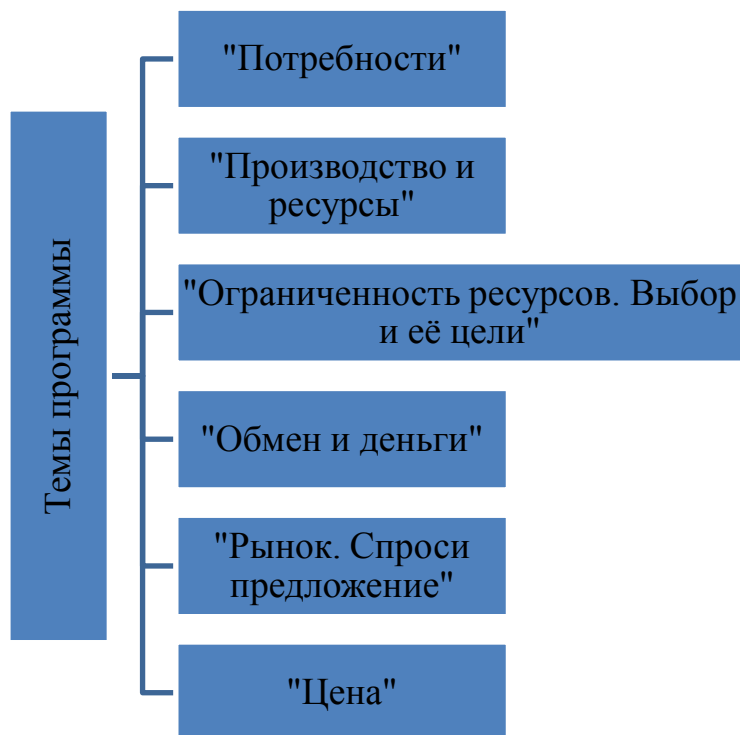 Темы программы
"Потребности"
"Производство и
ресурсы"
"Ограниченность ресурсов. Выбор
и её цели"
"Обмен и деньги"
"Рынок. Спроси
предложение"
"Цена"